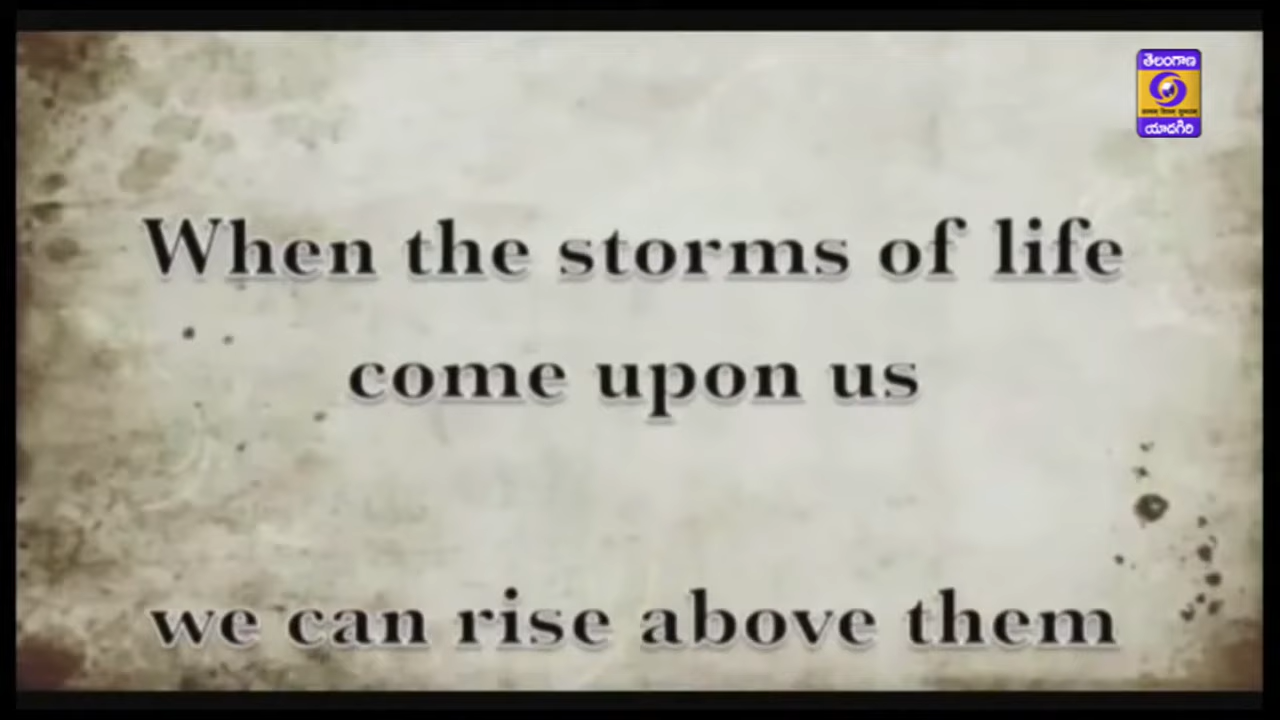 తెలంగాణ
యాదగిరి
When the storms of life
come upon us
we can rise above them